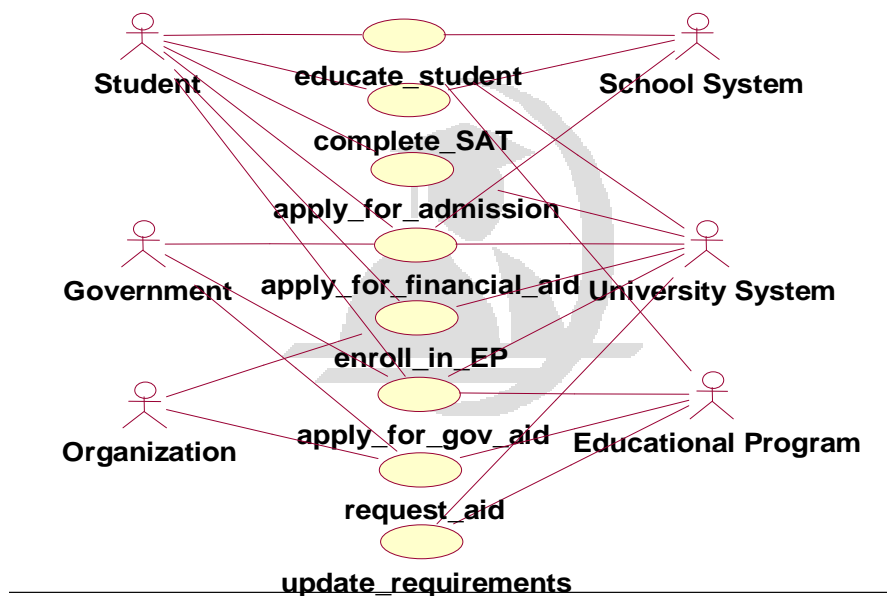 educate_student
Student
School System
complete_SAT
apply_for_admission
Government
apply_for_financial_aid
University System
enroll_in_EP
Organization
apply_for_gov_aid
Educational Program
request_aid
update_requirements